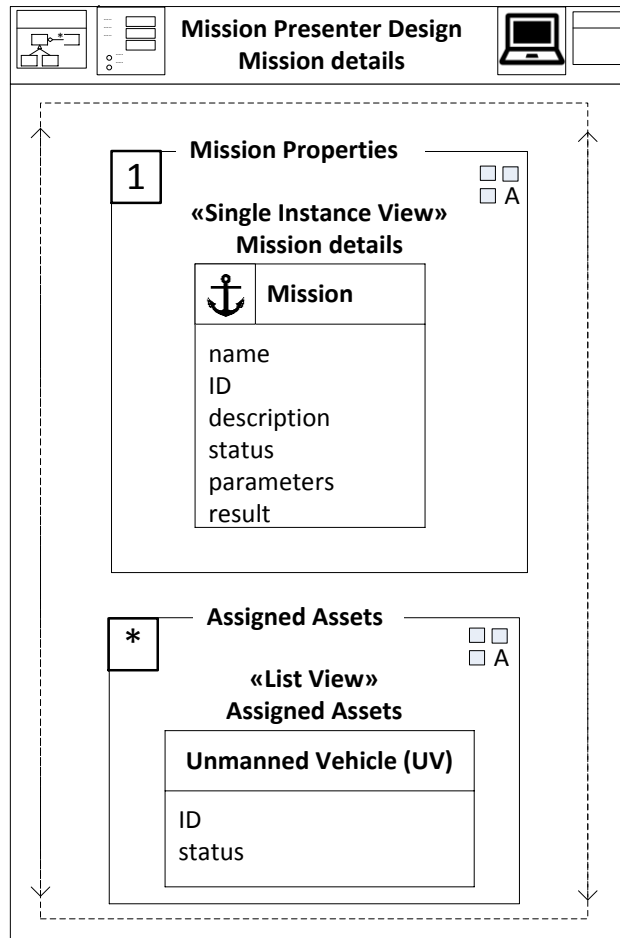 Mission Presenter Design
Mission details
Mission Properties
1
A
«Single Instance View»
Mission details
Mission
name
ID
description
status
parameters
result
Assigned Assets
*
A
«List View»
Assigned Assets
Unmanned Vehicle (UV)
ID
status